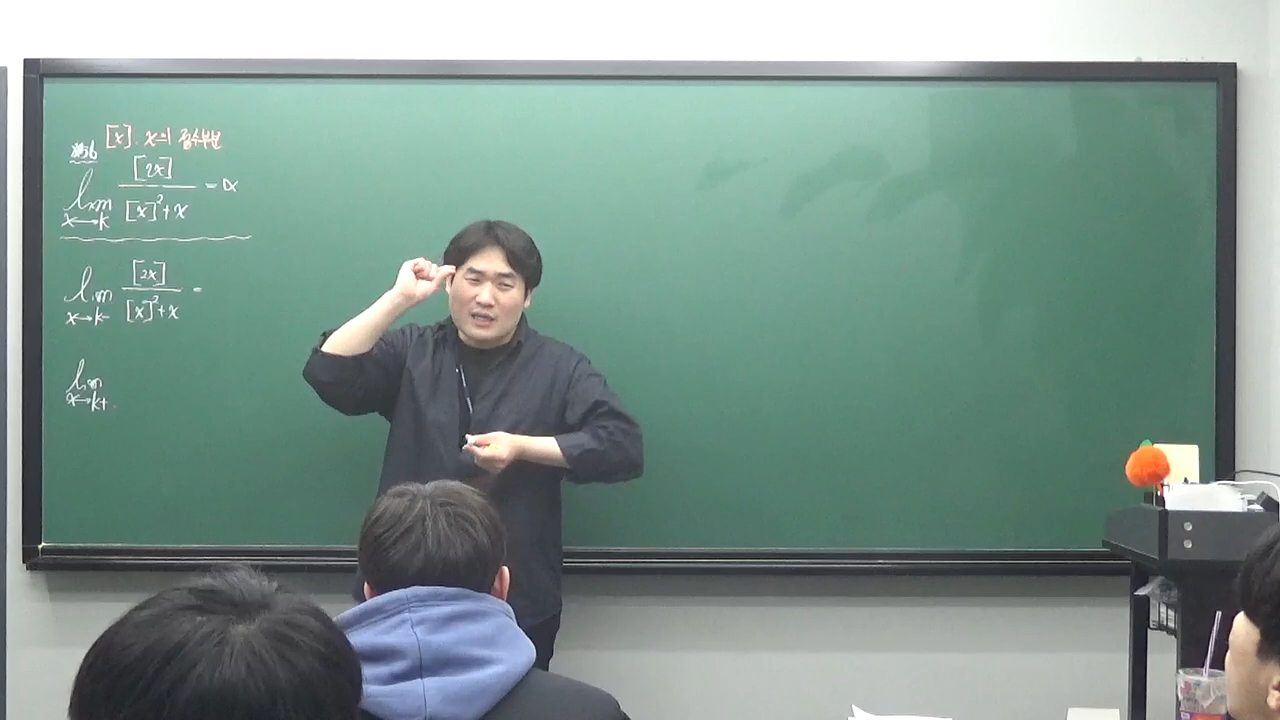 [x]. x의 정수부분
lim x→k [2x] / [x]²+x = α
lim x→k- [2x] / [x]²+x =
lim x→k+